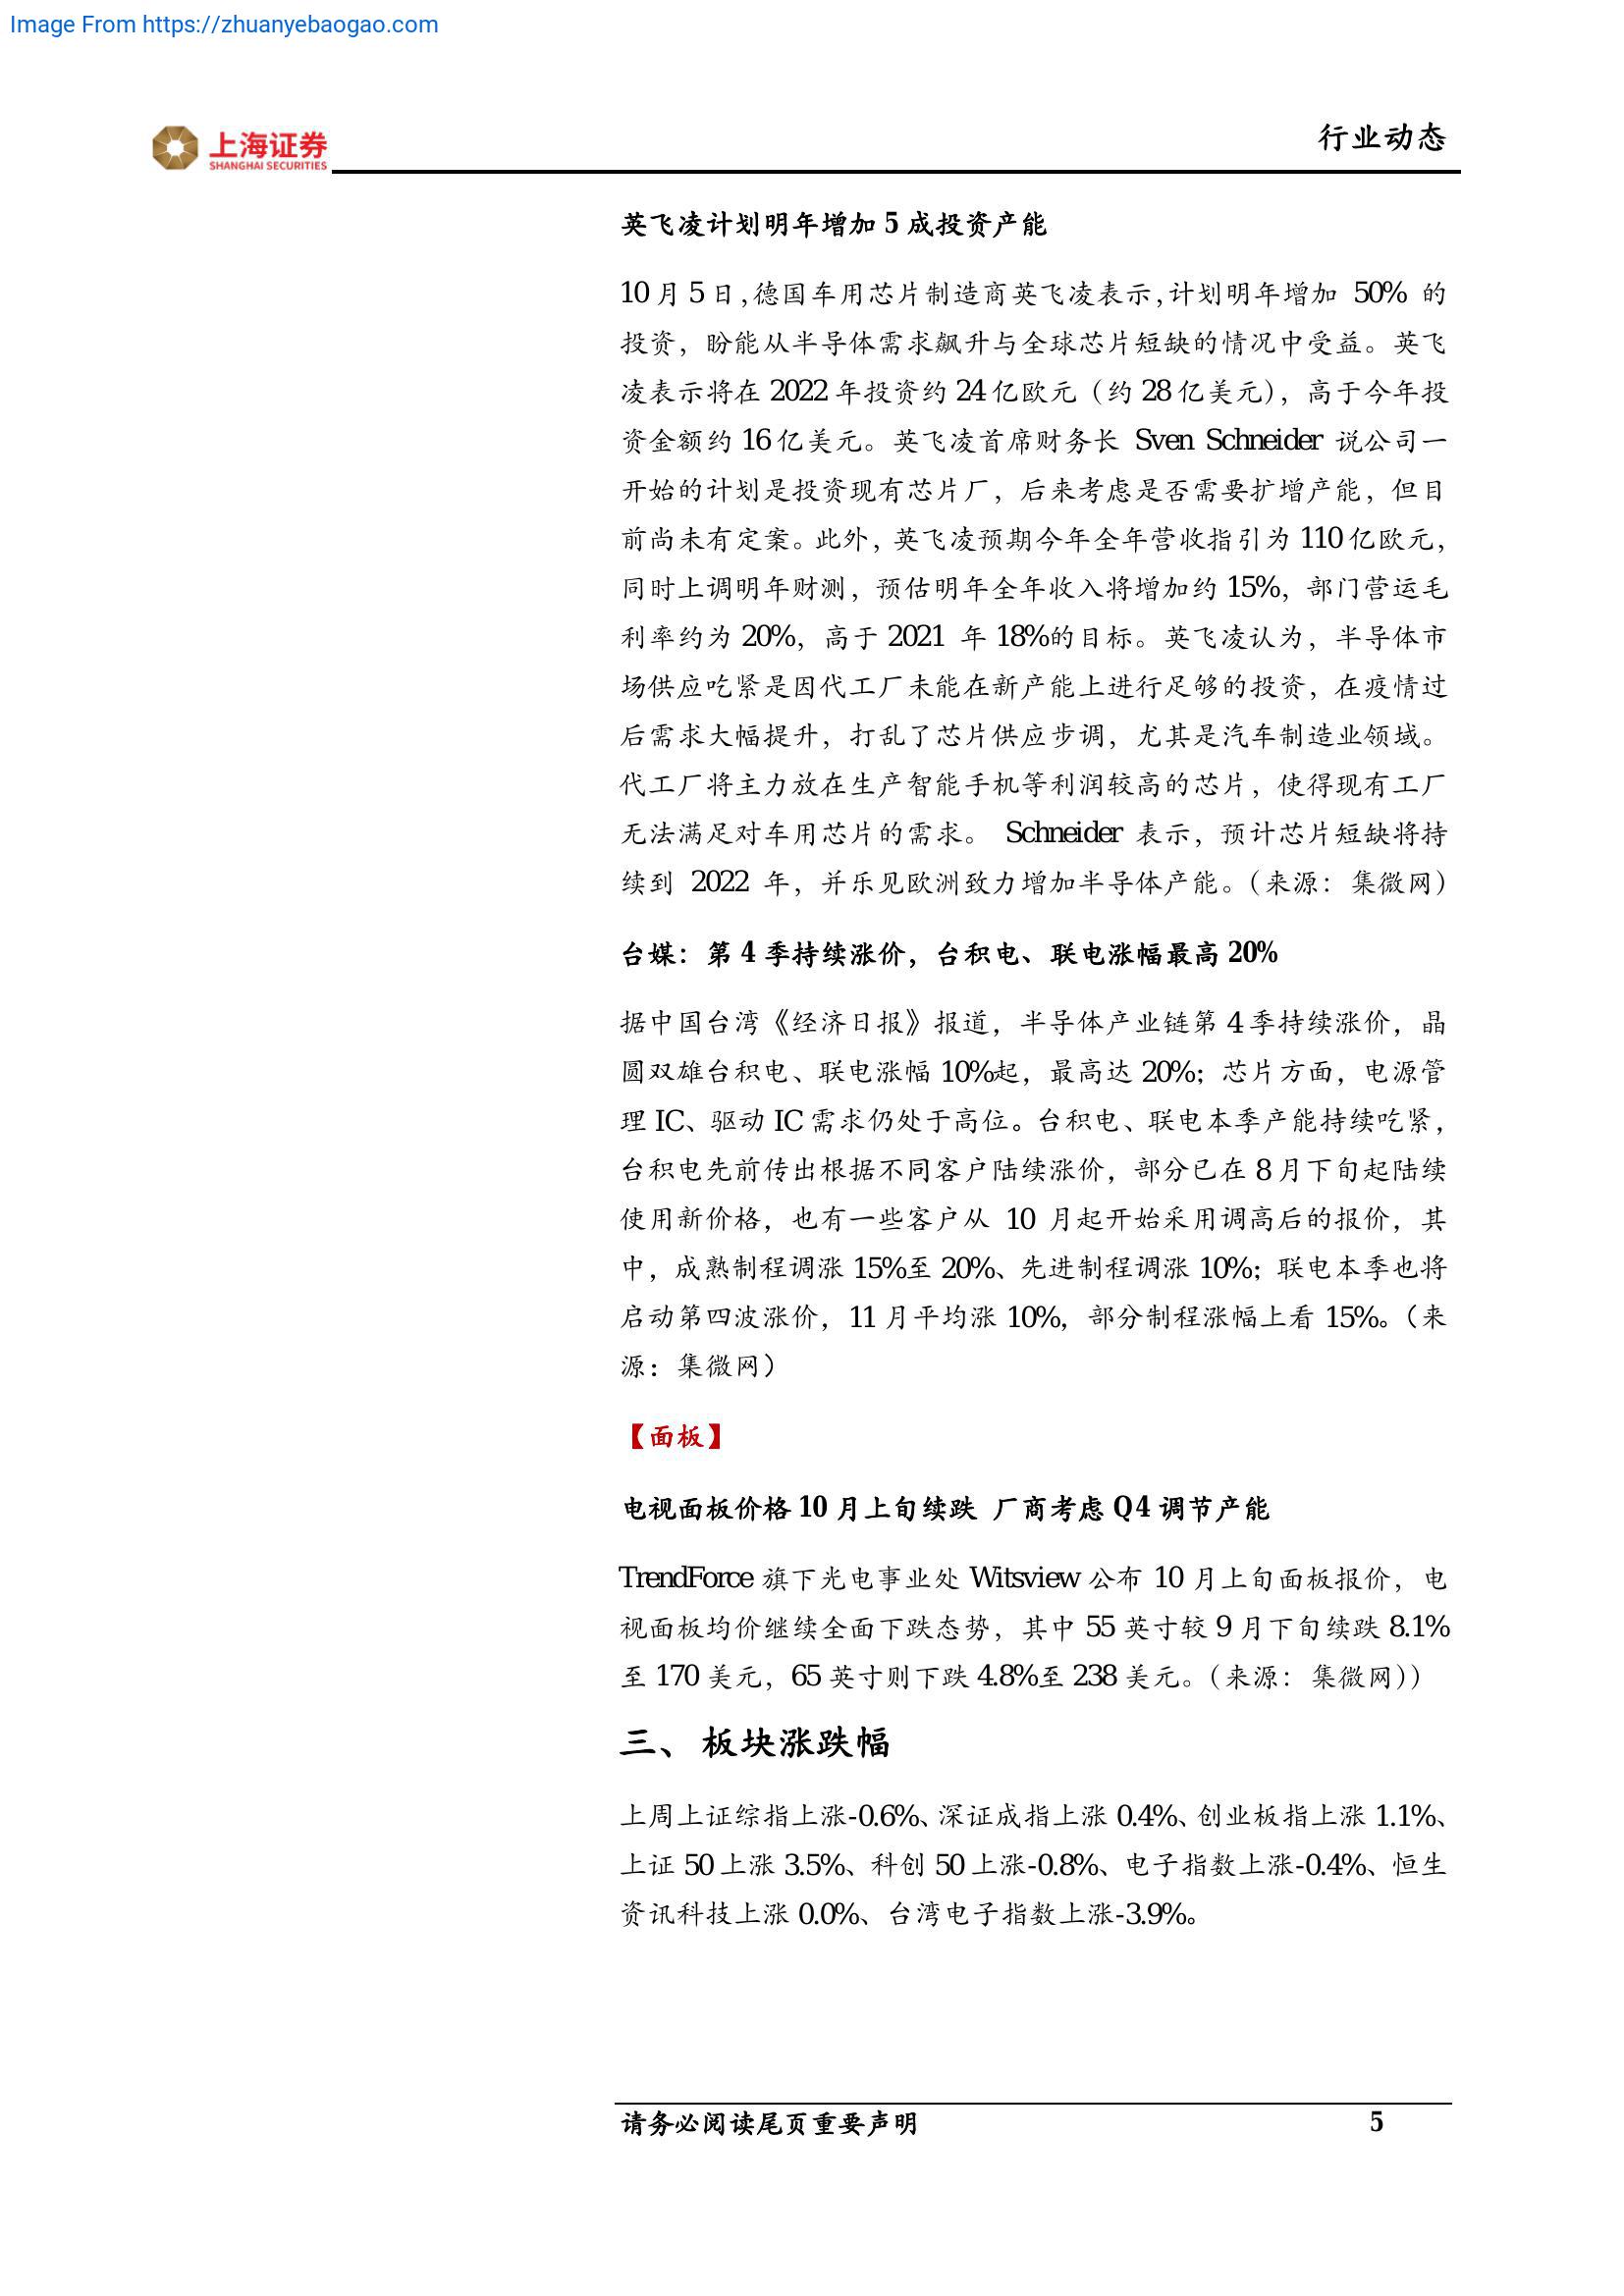 Image From https://zhuanyebaogao.com
上海证券
SHANGHAI SECURITIES
行业动态
英飞凌计划明年增加 5 成投资产能
10 月 5 日,德国车用芯片制造商英飞凌表示,计划明年增加 50% 的
投资，盼能从半导体需求飙升与全球芯片短缺的情况中受益。英飞
凌表示将在 2022 年投资约 24 亿欧元（约 28 亿美元），高于今年投
资金额约 16 亿美元。英飞凌首席财务长 Sven Schneider 说公司一
开始的计划是投资现有芯片厂，后来考虑是否需要扩增产能，但目
前尚未有定案。此外，英飞凌预期今年全年营收指引为 110 亿欧元，
同时上调明年财测，预估明年全年收入将增加约 15%，部门营运毛
利率约为 20%，高于 2021 年 18%的目标。英飞凌认为，半导体市
场供应吃紧是因代工厂未能在新产能上进行足够的投资，在疫情过
后需求大幅提升，打乱了芯片供应步调，尤其是汽车制造业领域。
代工厂将主力放在生产智能手机等利润较高的芯片，使得现有工厂
无法满足对车用芯片的需求。 Schneider 表示，预计芯片短缺将持
续到 2022 年，并乐见欧洲致力增加半导体产能。（来源：集微网）
台媒：第 4 季持续涨价，台积电、联电涨幅最高 20%
据中国台湾《经济日报》报道，半导体产业链第 4 季持续涨价，晶
圆双雄台积电、联电涨幅 10%起，最高达 20%；芯片方面，电源管
理 IC、驱动 IC 需求仍处于高位。台积电、联电本季产能持续吃紧，
台积电先前传出根据不同客户陆续涨价，部分已在 8 月下旬起陆续
使用新价格，也有一些客户从 10 月起开始采用调高后的报价，其
中，成熟制程调涨 15%至 20%、先进制程调涨 10%；联电本季也将
启动第四波涨价，11 月平均涨 10%，部分制程涨幅上看 15%。（来
源：集微网）
【面板】
电视面板价格 10 月上旬续跌 厂商考虑 Q4 调节产能
TrendForce 旗下光电事业处 Witsview 公布 10 月上旬面板报价，电
视面板均价继续全面下跌态势，其中 55 英寸较 9 月下旬续跌 8.1%
至 170 美元，65 英寸则下跌 4.8%至 238 美元。（来源：集微网））
三、 板块涨跌幅
上周上证综指上涨-0.6%、深证成指上涨 0.4%、创业板指上涨 1.1%、
上证 50 上涨 3.5%、科创 50 上涨-0.8%、电子指数上涨-0.4%、恒生
资讯科技上涨 0.0%、台湾电子指数上涨-3.9%。
请务必阅读尾页重要声明 5